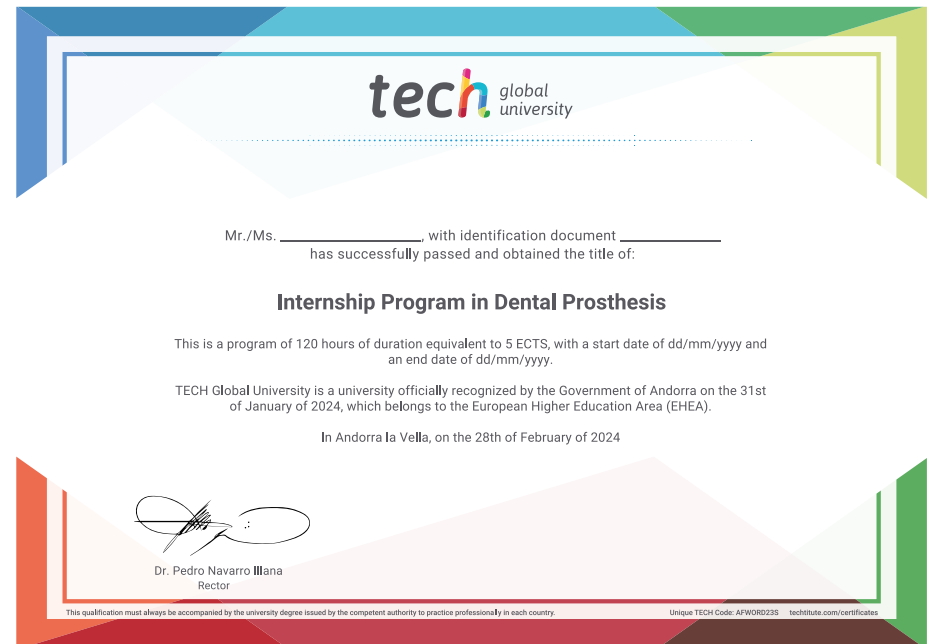 tech global university
Mr./Ms. ____________, with identification document ____________
has successfully passed and obtained the title of:
Internship Program in Dental Prosthesis
This is a program of 120 hours of duration equivalent to 5 ECTS, with a start date of dd/mm/yyyy and
an end date of dd/mm/yyyy.
TECH Global University is a university officially recognized by the Government of Andorra on the 31st
of January of 2024, which belongs to the European Higher Education Area (EHEA).
In Andorra la Vella, on the 28th of February of 2024
Dr. Pedro Navarro Illana
Rector
This qualification must always be accompanied by the university degree issued by the competent authority to practice professionally in each country.
Unique TECH Code: AFWORD23S techtitute.com/certificates